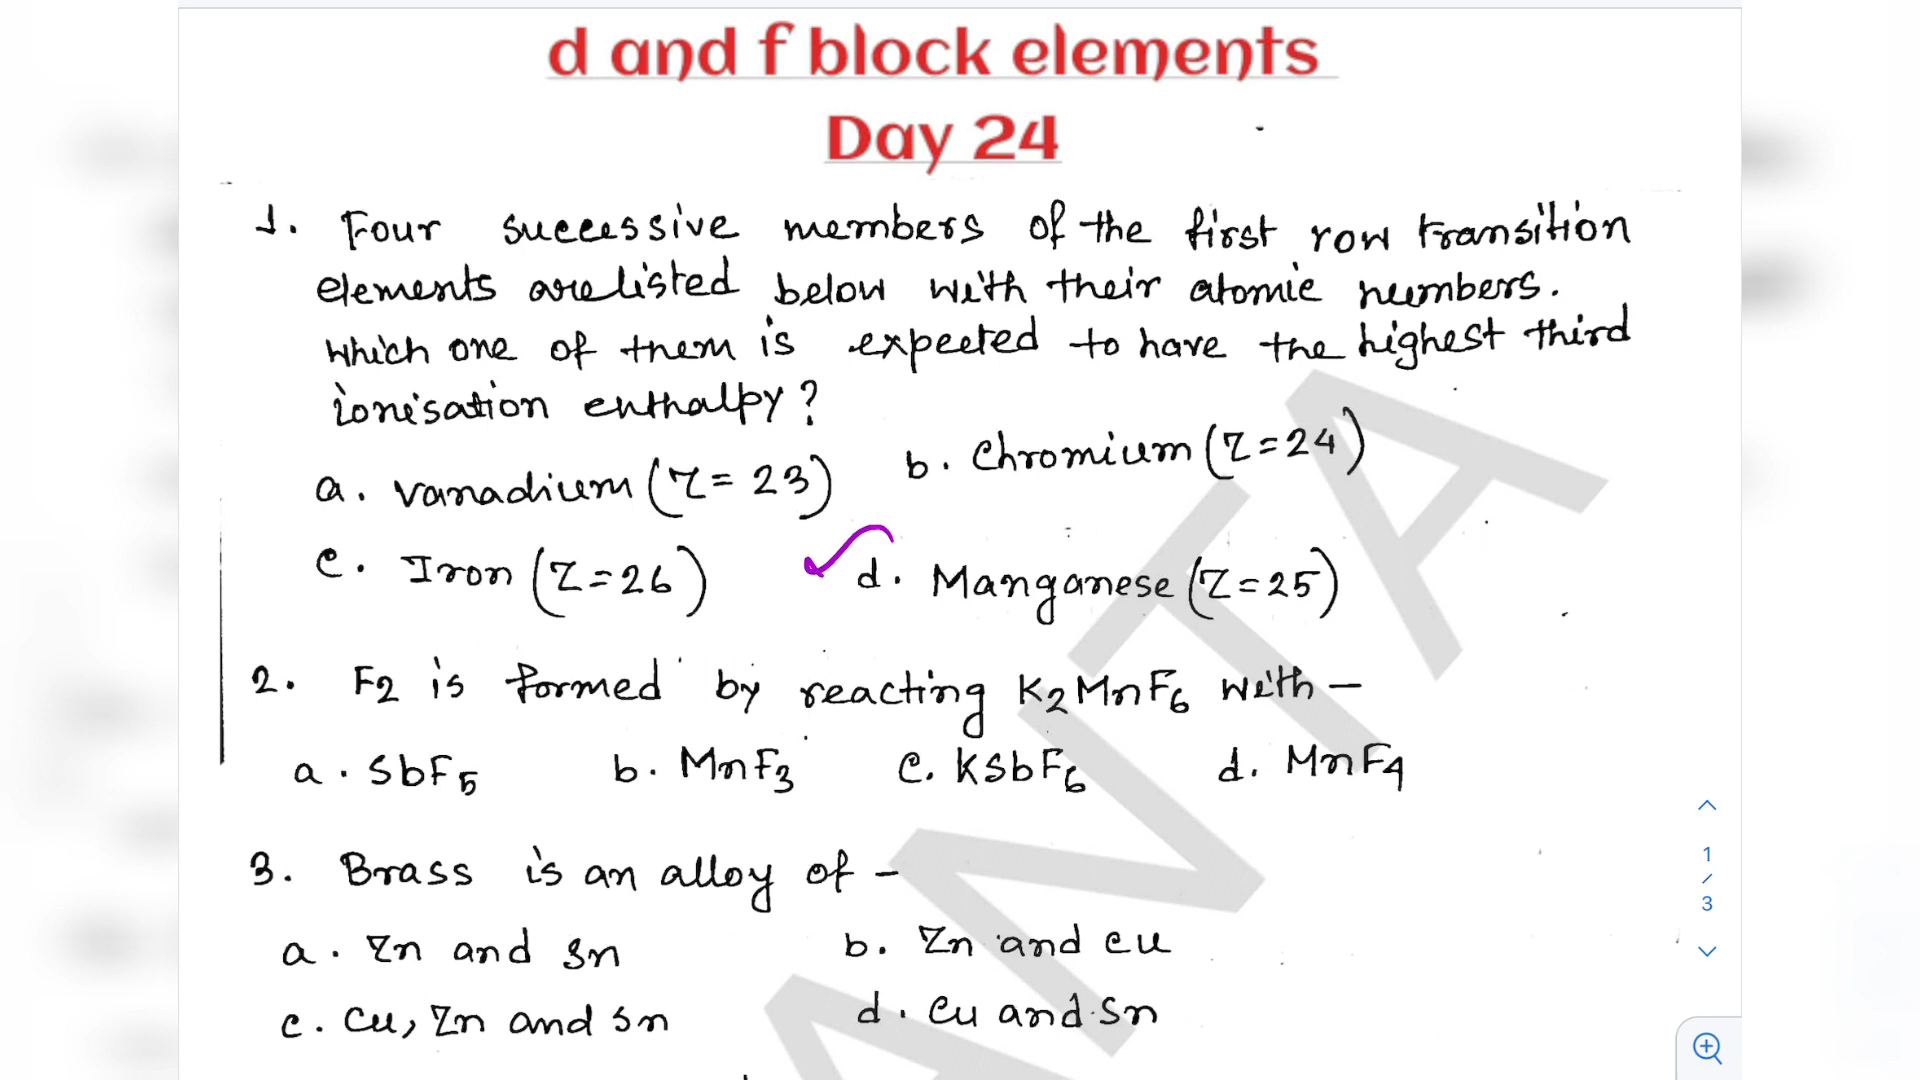 d and f block elements
Day 24
1. Four successive members of the first row transition
elements are listed below with their atomic numbers.
Which one of them is expected to have the highest third
ionisation enthalpy?
a. vanadium (Z = 23) b. Chromium (Z = 24)
c. Iron (Z = 26) d. Manganese (Z = 25)
2. F2 is formed by reacting K2MnF6 with –
a. SbF5 b. MnF3 c. KSbF6 d. MnF4
3. Brass is an alloy of –
a. Zn and Sn b. Zn and Cu
c. Cu, Zn and Sn d. Cu and Sn
1
/
3